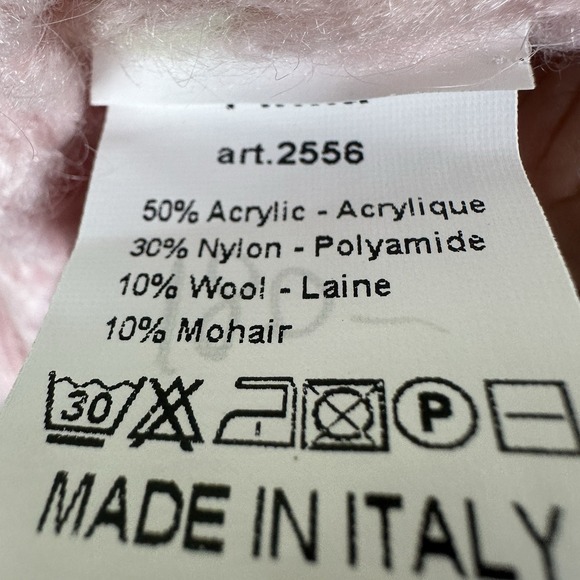 art.2556
50% Acrylic - Acrylique
30% Nylon - Polyamide
10% Wool - Laine
10% Mohair
30 P
MADE IN ITALY